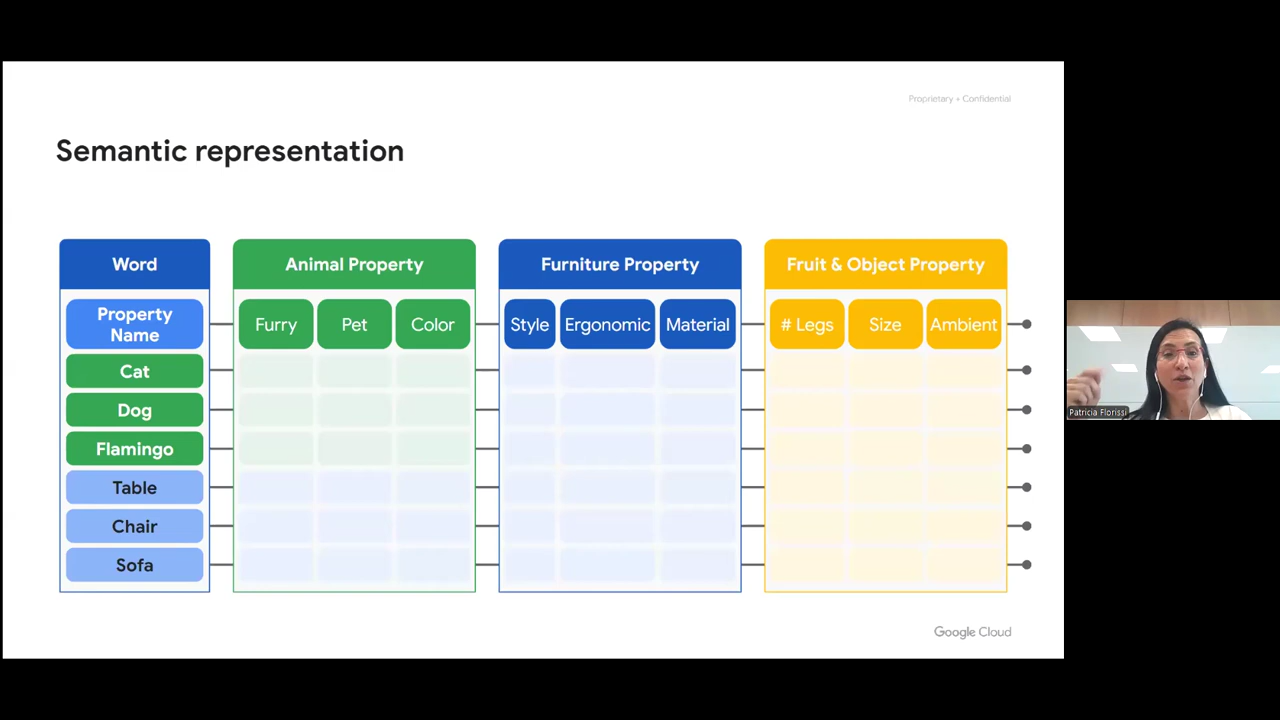 Proprietary + Confidential
Semantic representation
Word
Animal Property
Furniture Property
Fruit & Object Property
Property
Name
Furry
Pet
Color
Style
Ergonomic
Material
# Legs
Size
Ambient
Cat
Dog
Flamingo
Table
Chair
Sofa
Google Cloud
Patricia Florissi